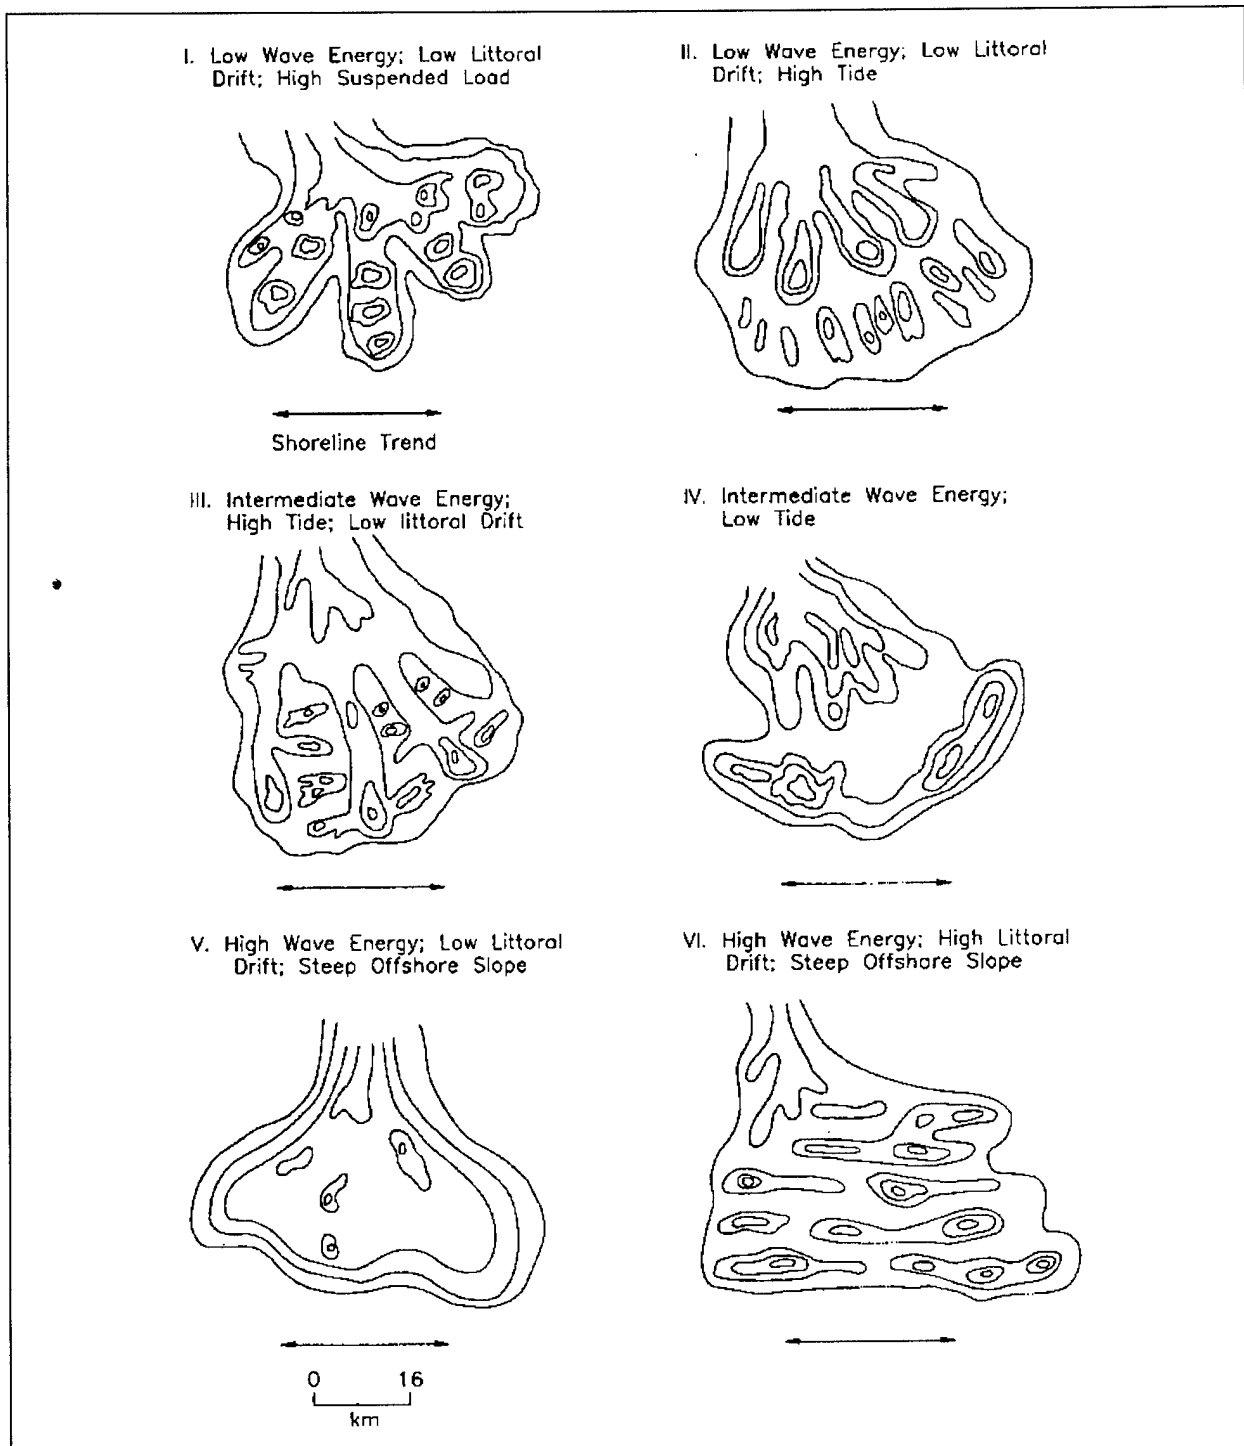 I. Low Wave Energy; Low Littoral
Drift; High Suspended Load
II. Low Wave Energy; Low Littoral
Drift; High Tide
Shoreline Trend
III. Intermediate Wave Energy;
High Tide; Low littoral Drift
IV. Intermediate Wave Energy;
Low Tide
V. High Wave Energy; Low Littoral
Drift; Steep Offshore Slope
VI. High Wave Energy; High Littoral
Drift; Steep Offshore Slope
0 16
km